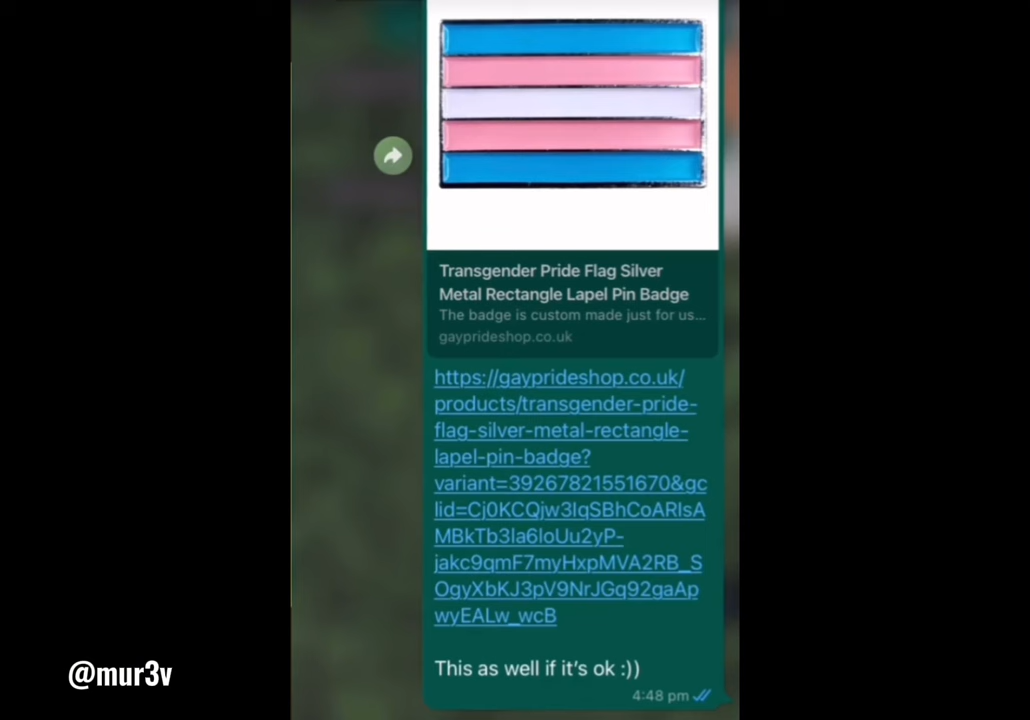 Transgender Pride Flag Silver
Metal Rectangle Lapel Pin Badge
The badge is custom made just for us...
gayprideshop.co.uk
https://gayprideshop.co.uk/
products/transgender-pride-
flag-silver-metal-rectangle-
lapel-pin-badge?
variant=39267821551670&gc
lid=Cj0KCQjw3IqSBhCoARIsA
MBkTb3la6loUu2yP-
jakc9qmF7myHxpMVA2RB_S
OgyXbKJ3pV9NrJGq92gaAp
wyEALw_wcB
This as well if it's ok :))
4:48 pm
@mur3v